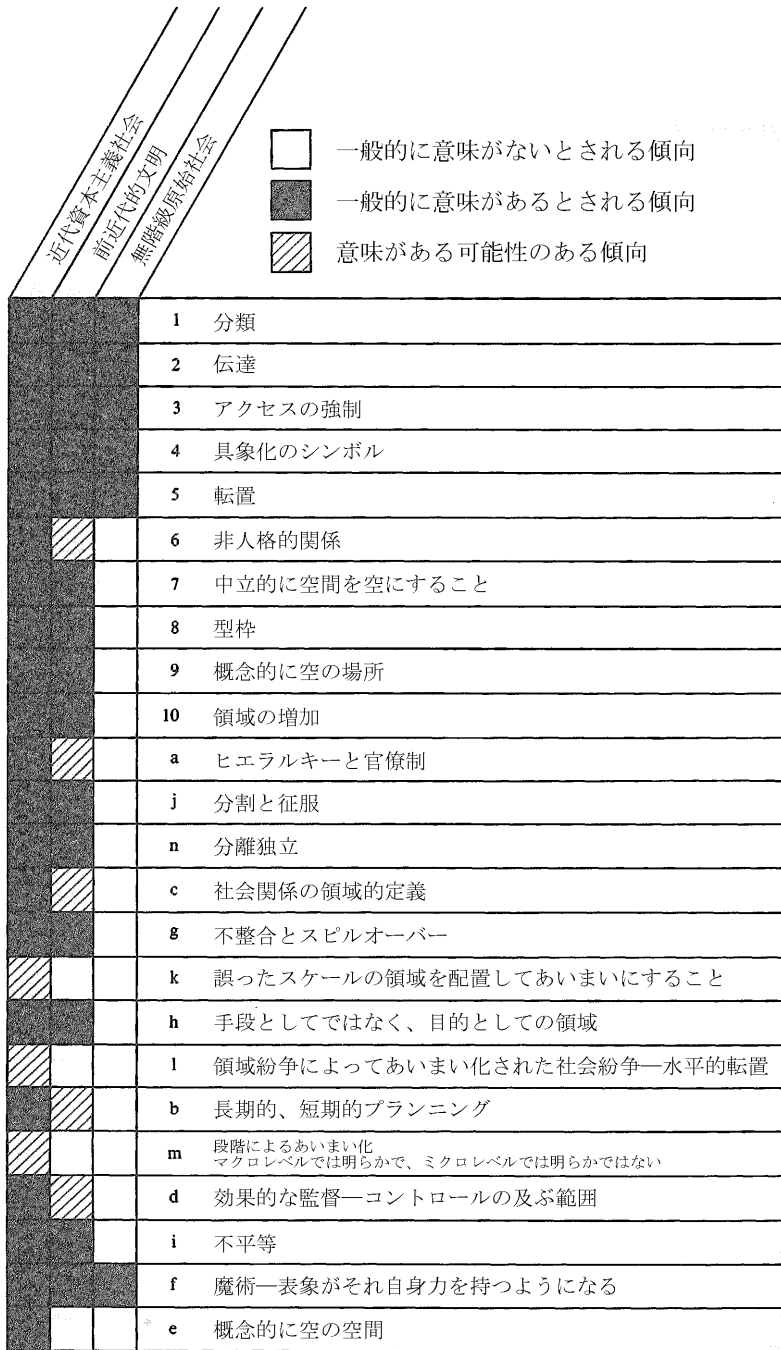 近代資本主義社会
前近代的文明
無階級原始社会
一般的に意味がないとされる傾向
一般的に意味があるとされる傾向
意味がある可能性のある傾向
1 分類
2 伝達
3 アクセスの強制
4 具象化のシンボル
5 転置
6 非人格的関係
7 中立的に空間を空にすること
8 型枠
9 概念的に空の場所
10 領域の増加
a ヒエラルキーと官僚制
j 分割と征服
n 分離独立
c 社会関係の領域的定義
g 不整合とスピルオーバー
k 誤ったスケールの領域を配置してあいまいにすること
h 手段としてではなく、目的としての領域
l 領域紛争によってあいまい化された社会紛争―水平的転置
b 長期的、短期的プランニング
m 段階によるあいまい化
マクロレベルでは明らかで、ミクロレベルでは明らかではない
d 効果的な監督―コントロールの及ぶ範囲
i 不平等
f 魔術―表象がそれ自身力を持つようになる
e 概念的に空の空間